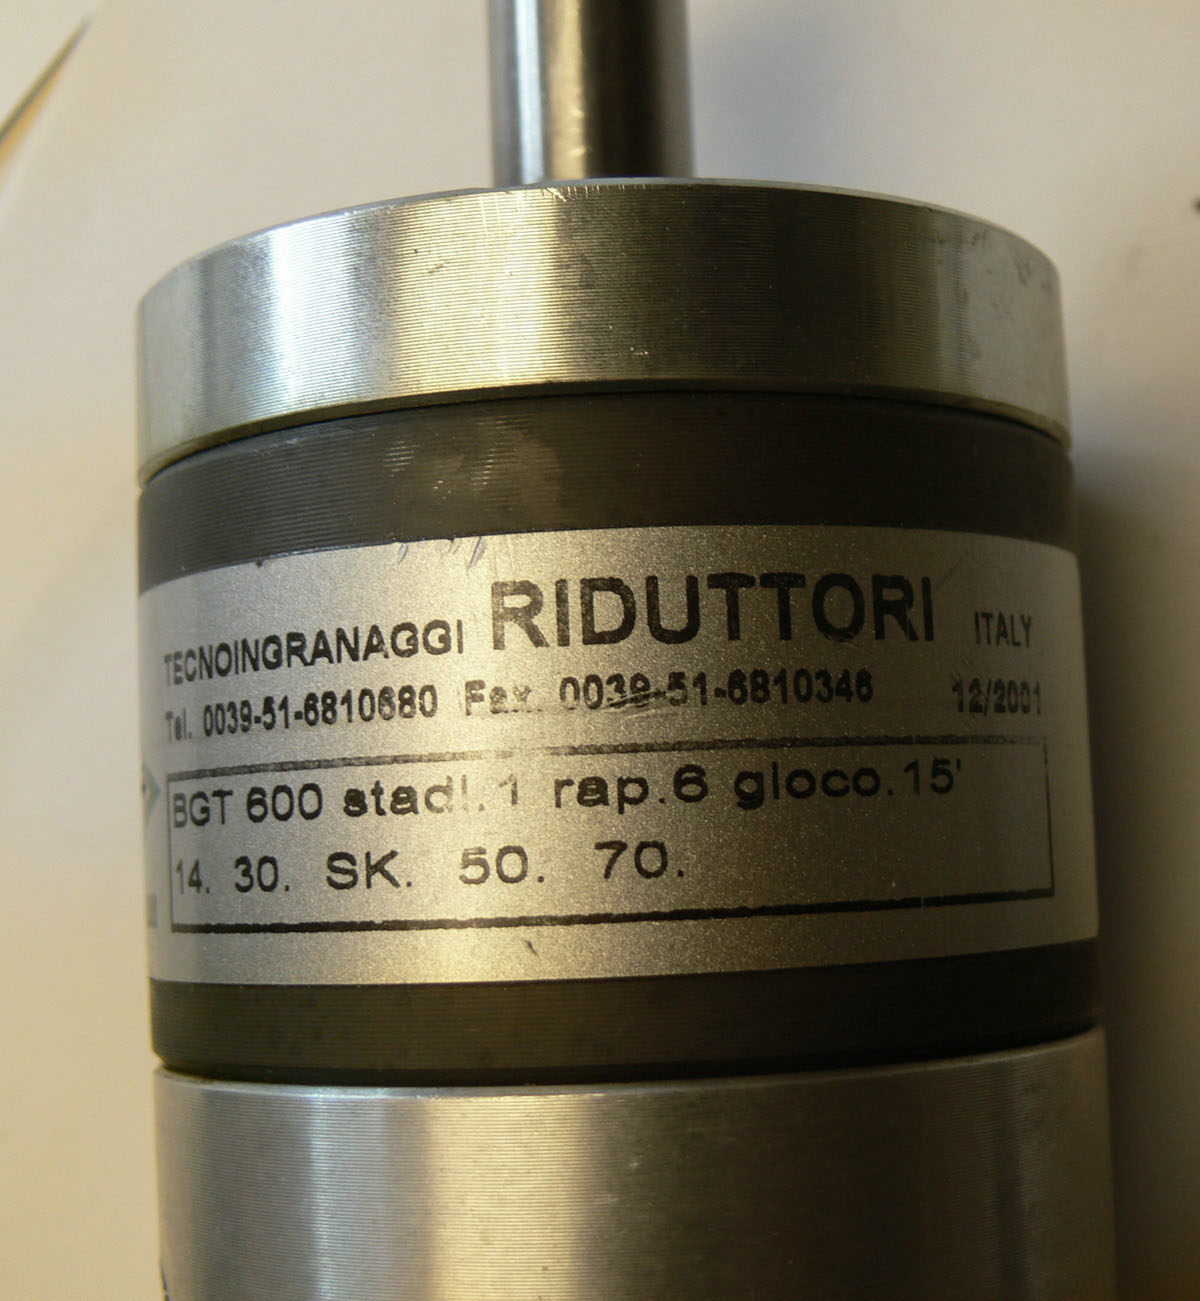 TECNOINGRANAGGI RIDUTTORI ITALY
Tel. 0039-51-6810680 Fax. 0039-51-6810346 12/2001
BGT 600 stadi.1 rap.6 gioco.15'
14. 30. SK. 50. 70.